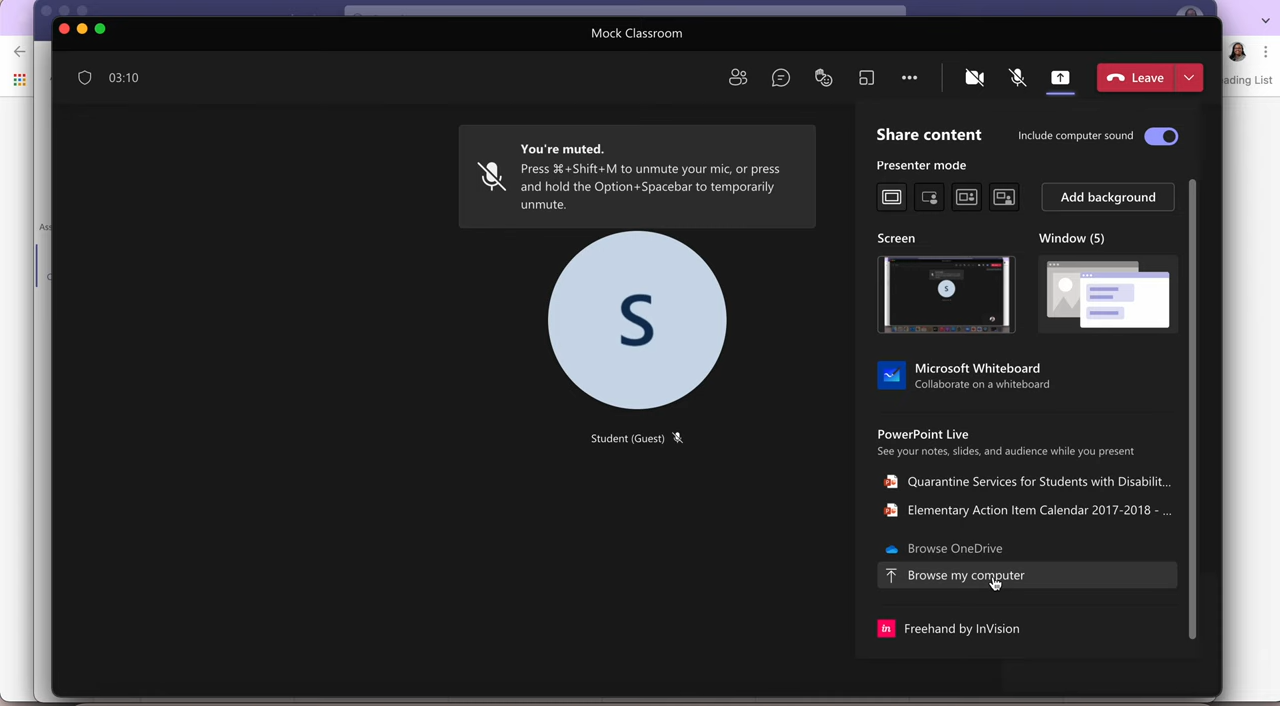 Mock Classroom
03:10
Leave
You're muted.
Press ⌘+Shift+M to unmute your mic, or press
and hold the Option+Spacebar to temporarily
unmute.
S
Student (Guest)
Share content
Include computer sound
Presenter mode
Add background
Screen
Window (5)
S
Microsoft Whiteboard
Collaborate on a whiteboard
PowerPoint Live
See your notes, slides, and audience while you present
Quarantine Services for Students with Disabilit...
Elementary Action Item Calendar 2017-2018 - ...
Browse OneDrive
Browse my computer
in
Freehand by InVision
ading List
Ass